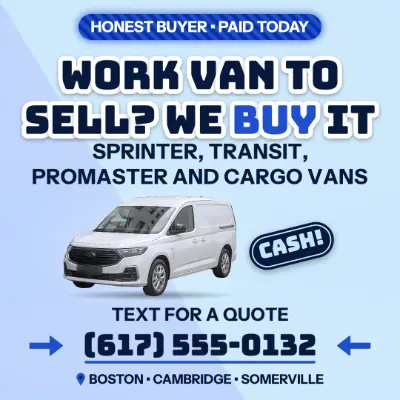 HONEST BUYER • PAID TODAY
WORK VAN TO
SELL? WE BUY IT
SPRINTER, TRANSIT,
PROMASTER AND CARGO VANS
CASH!
TEXT FOR A QUOTE
(617) 555-0132
BOSTON • CAMBRIDGE • SOMERVILLE